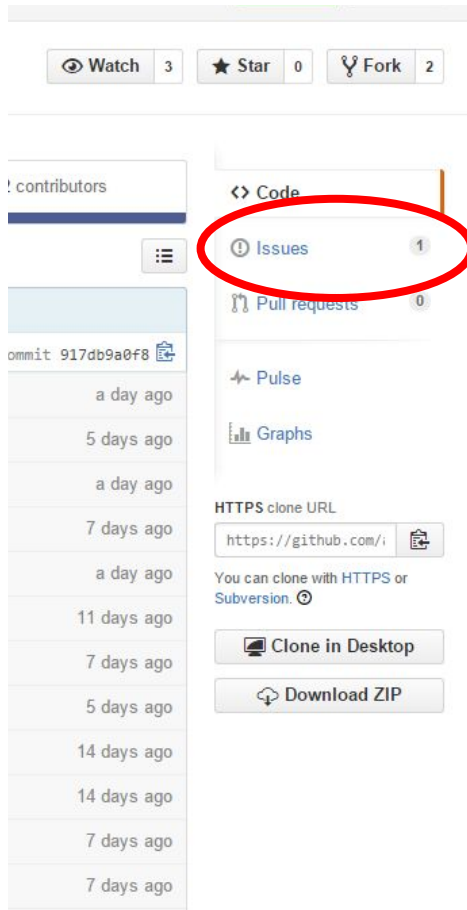 Watch 3 Star 0 Fork 2
contributors
Code
Issues 1
Pull requests 0
ommit 917db9a0f8
a day ago
5 days ago
a day ago
7 days ago
a day ago
11 days ago
7 days ago
5 days ago
14 days ago
14 days ago
7 days ago
7 days ago
Pulse
Graphs
HTTPS clone URL
https://github.com/
You can clone with HTTPS or
Subversion.
Clone in Desktop
Download ZIP